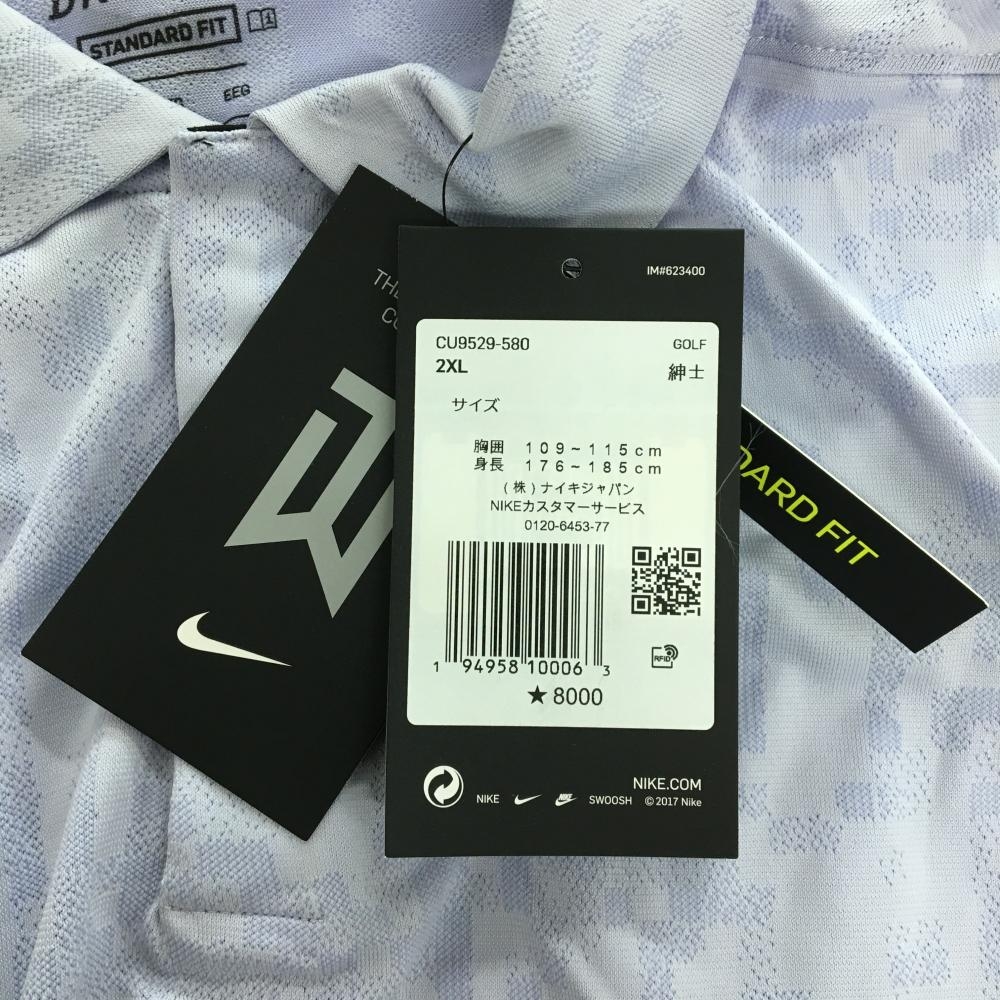 STANDARD FIT
EEG
IM#623400
CU9529-580
GOLF
2XL
紳士
サイズ
胸囲 109~115cm
身長 176~185cm
(株)ナイキジャパン
NIKEカスタマーサービス
0120-6453-77
1 94958 10006 3
RFID
★8000
NIKE.COM
NIKE SWOOSH © 2017 Nike
DARD FIT